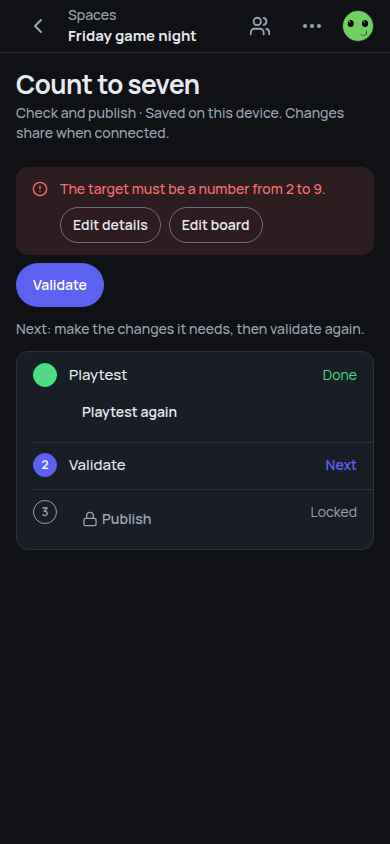 Spaces
Friday game night
Count to seven
Check and publish · Saved on this device. Changes
share when connected.
The target must be a number from 2 to 9.
Edit details
Edit board
Validate
Next: make the changes it needs, then validate again.
Playtest
Done
Playtest again
2
Validate
Next
3
Publish
Locked